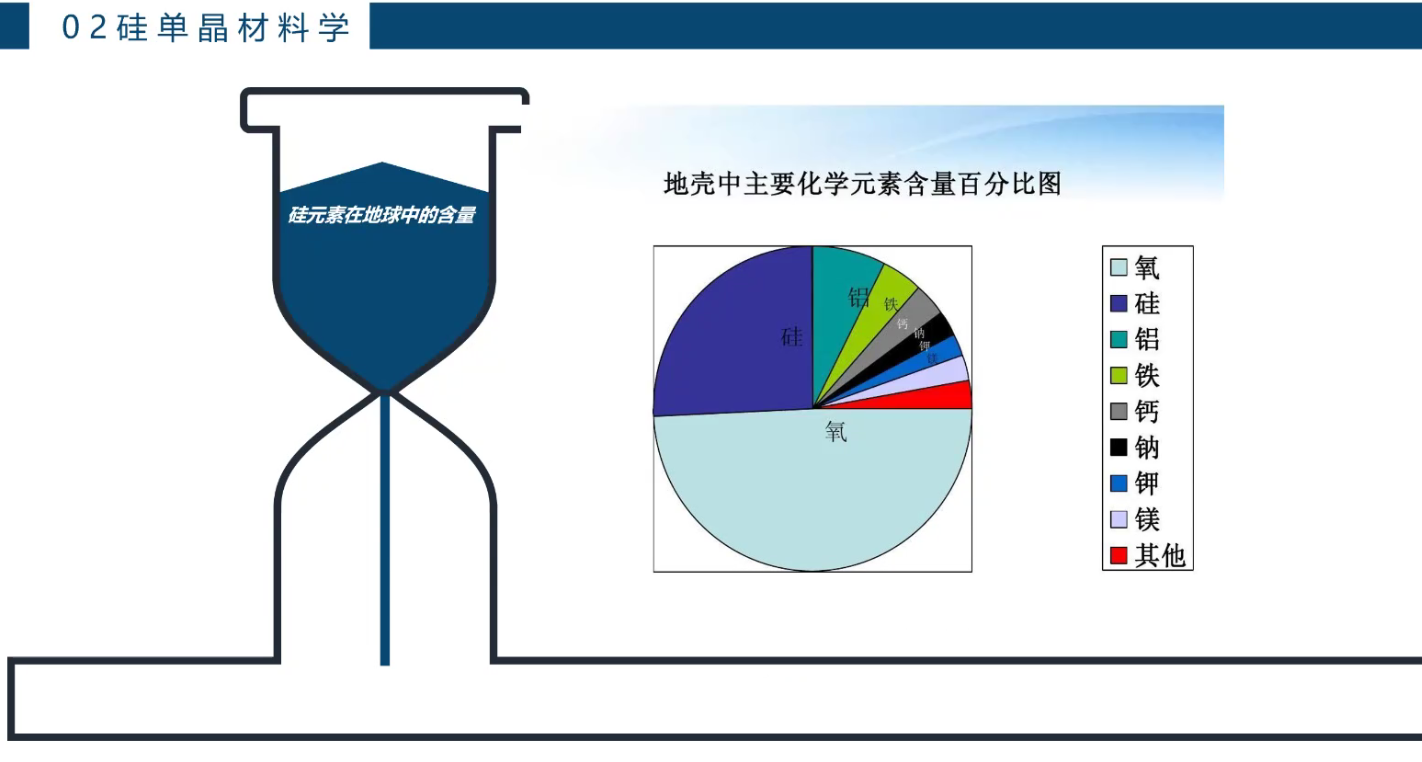 02硅单晶材料学
硅元素在地球中的含量
地壳中主要化学元素含量百分比图
铝
铁
钙
钠
钾
镁
硅
氧
氧
硅
铝
铁
钙
钠
钾
镁
其他